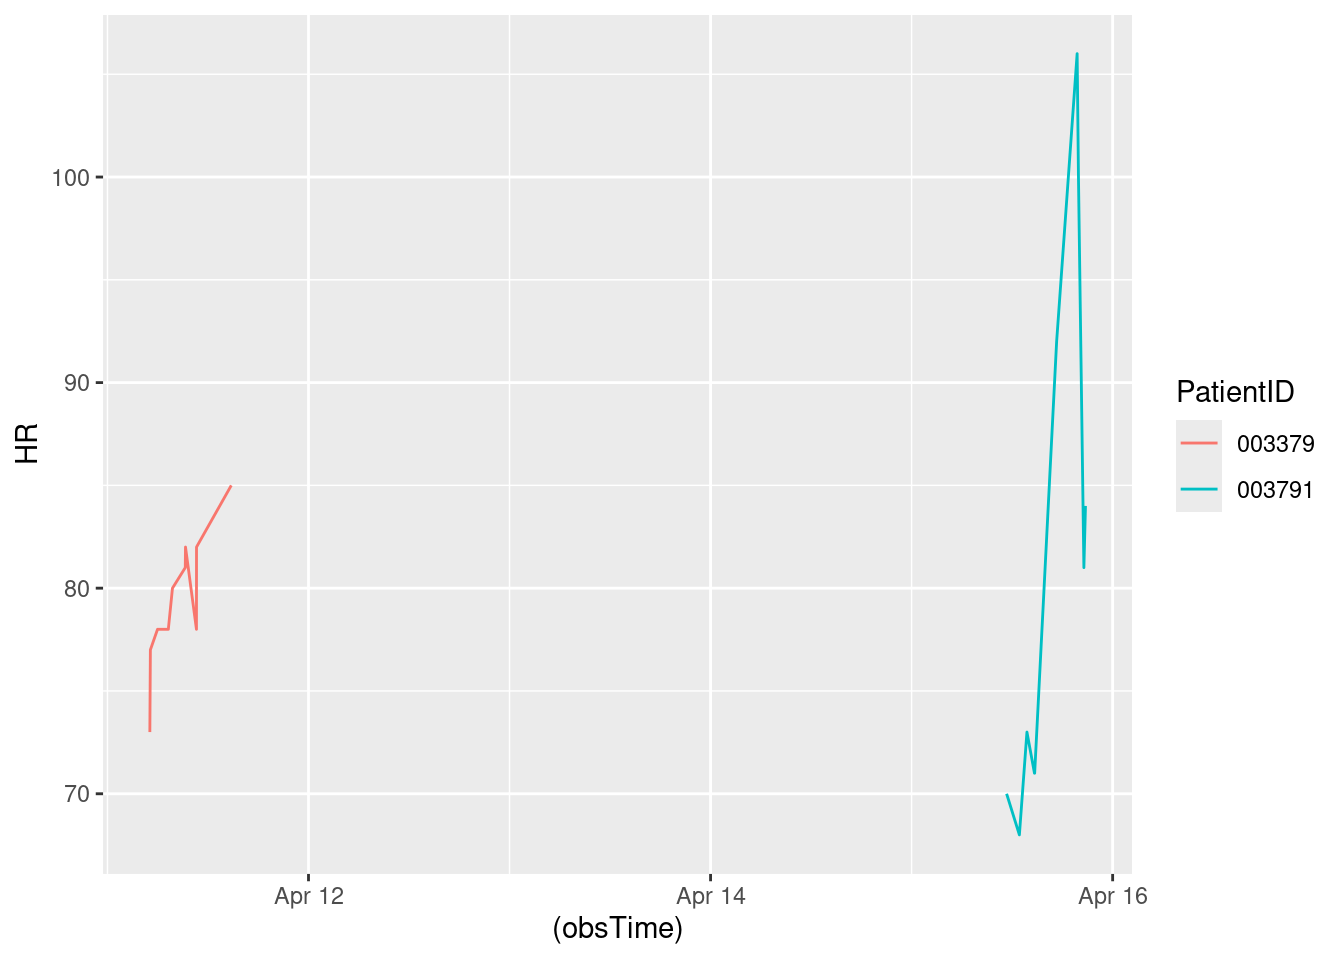 100
90
80
70
HR
Apr 12
Apr 14
Apr 16
(obsTime)
PatientID
003379
003791